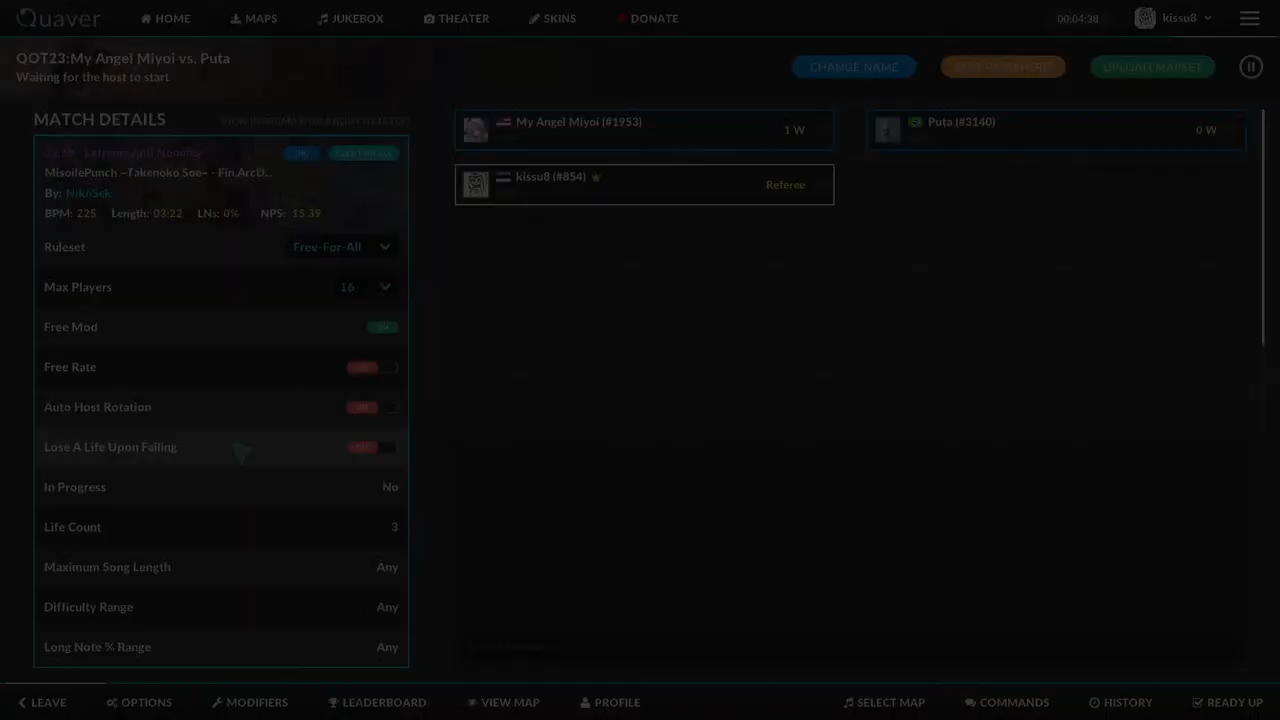 Quaver
HOME
MAPS
JUKEBOX
THEATER
SKINS
DONATE
00:04:38
kissu8
QOT23:My Angel Miyoi vs. Puta
Waiting for the host to start
CHANGE NAME
MATCH DETAILS
My Angel Miyoi (#1953)
1 W
Puta (#3140)
0 W
MisoilePunch ~Takenoko Soe~ - Fin.ArcD...
By: NikoSek
BPM: 225 Length: 03:22 LNs: 0% NPS: 15.39
kissu8 (#854)
Referee
Ruleset
Free-For-All
Max Players
16
Free Mod
Free Rate
Auto Host Rotation
Lose A Life Upon Failing
In Progress
No
Life Count
3
Maximum Song Length
Any
Difficulty Range
Any
Long Note % Range
Any
LEAVE
OPTIONS
MODIFIERS
LEADERBOARD
VIEW MAP
PROFILE
SELECT MAP
COMMANDS
HISTORY
READY UP